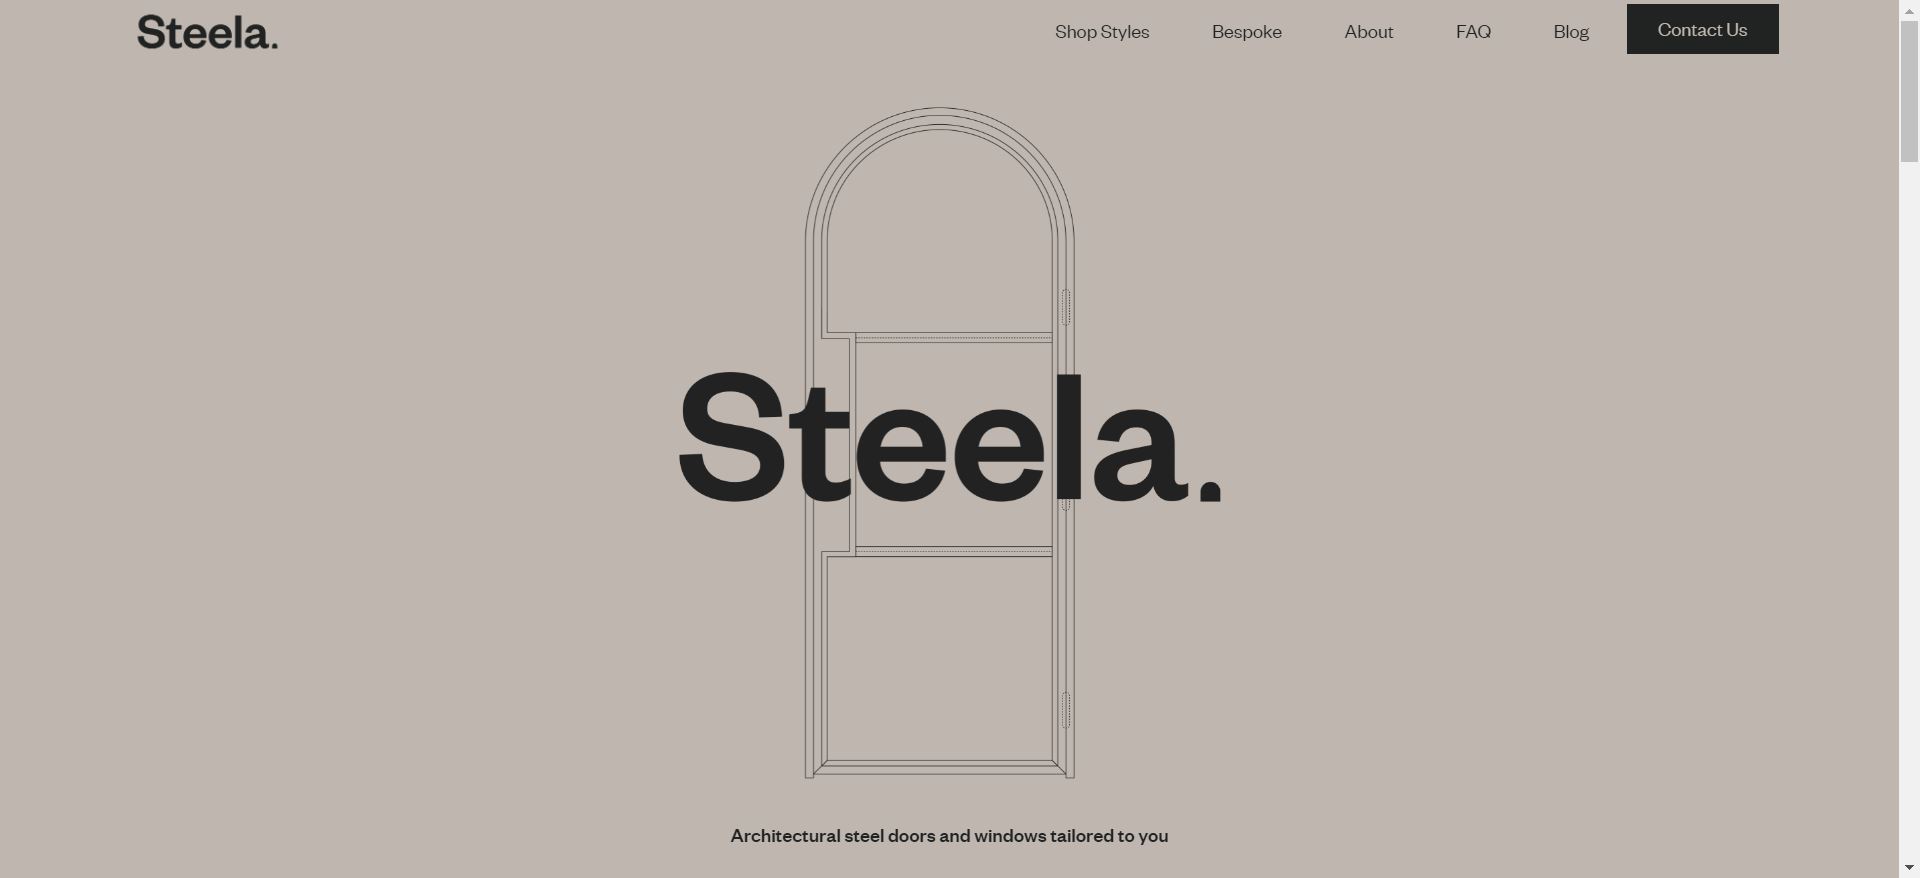 Steela.
Shop Styles
Bespoke
About
FAQ
Blog
Contact Us
Steela.
Architectural steel doors and windows tailored to you